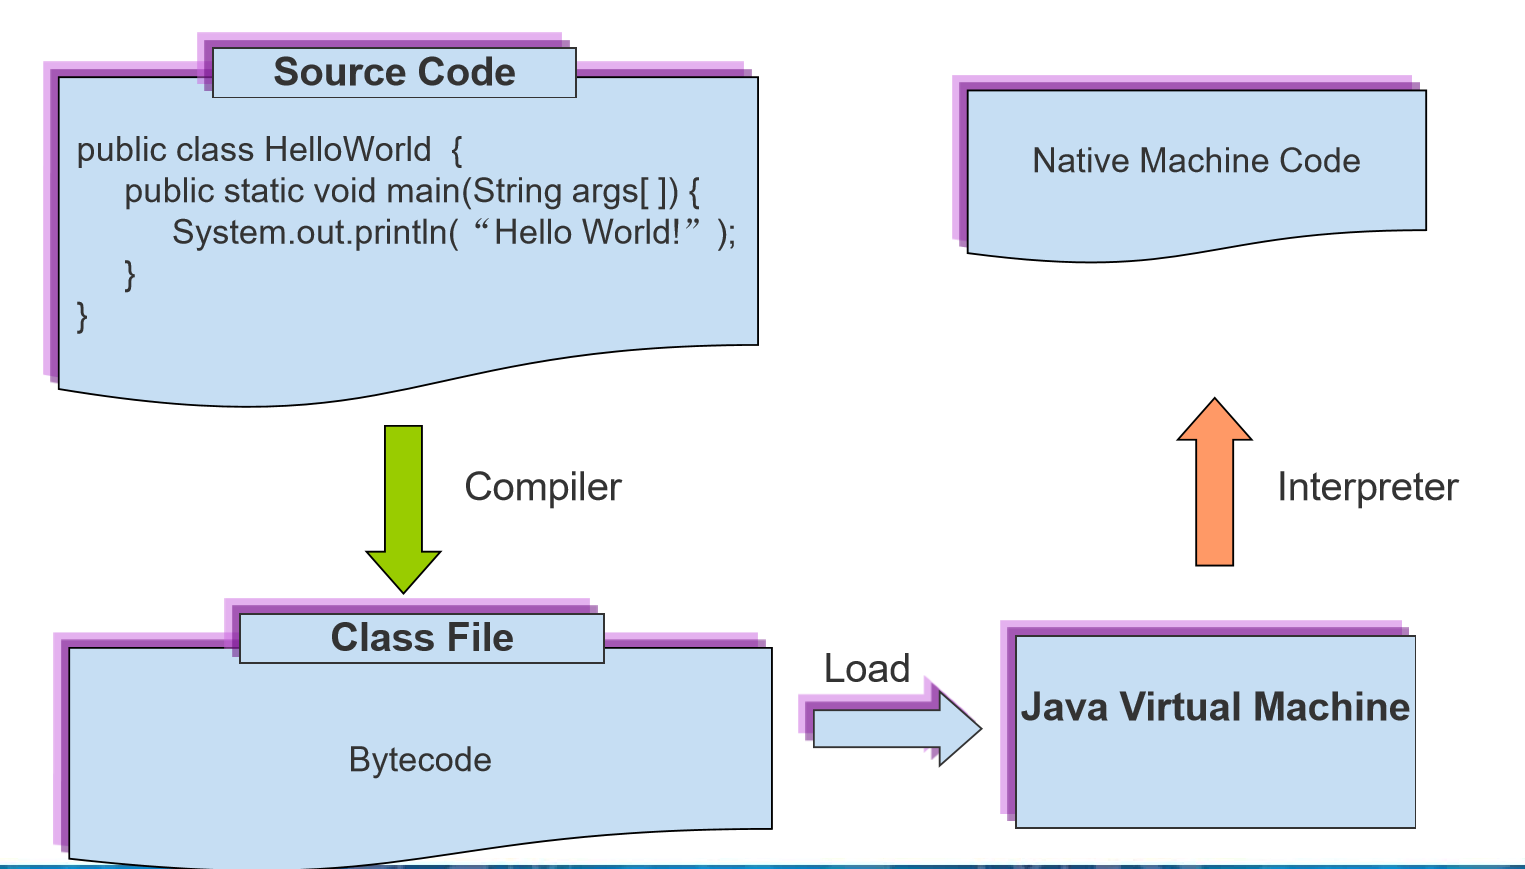 Source Code
public class HelloWorld  {
public static void main(String args[ ]) {
System.out.println( “Hello World!” );
}
}
Native Machine Code
Compiler
Interpreter
Class File
Bytecode
Load
Java Virtual Machine